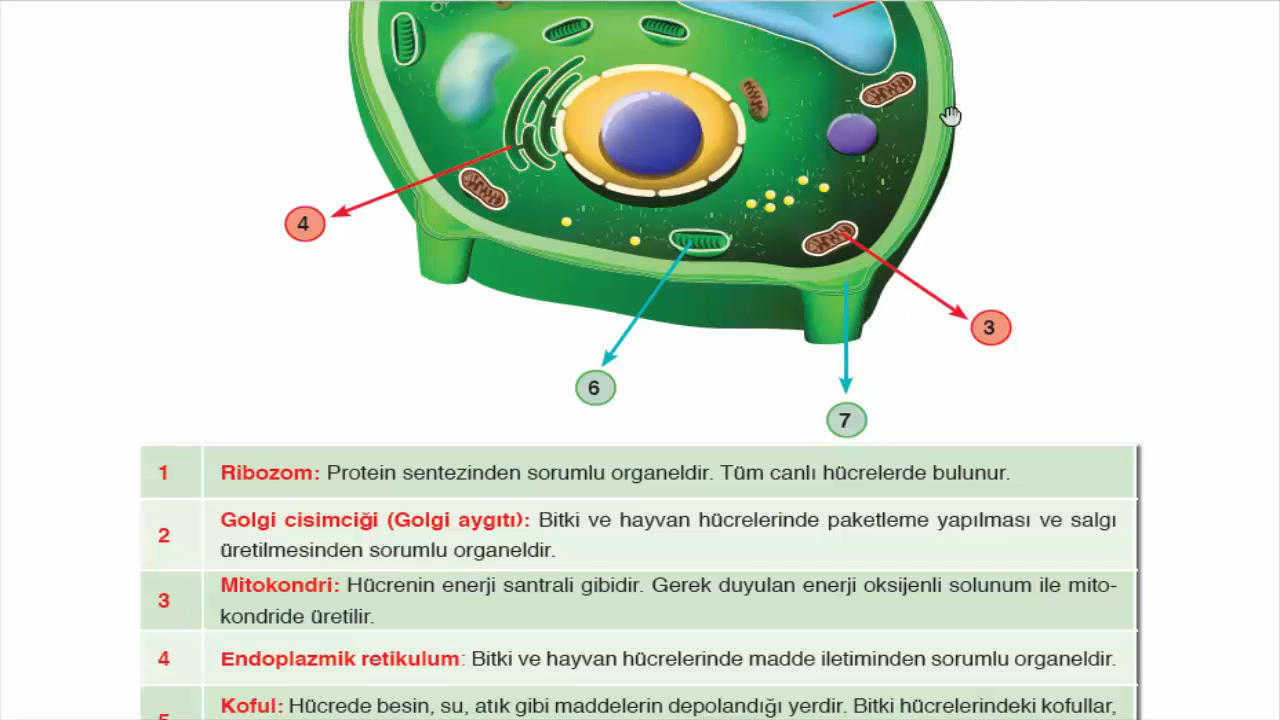 4
3
6
7
1 Ribozom: Protein sentezinden sorumlu organeldir. Tüm canlı hücrelerde bulunur.
2 Golgi cisimciği (Golgi aygıtı): Bitki ve hayvan hücrelerinde paketleme yapılması ve salgı
üretilmesinden sorumlu organeldir.
3 Mitokondri: Hücrenin enerji santrali gibidir. Gerek duyulan enerji oksijenli solunum ile mito-
kondride üretilir.
4 Endoplazmik retikulum: Bitki ve hayvan hücrelerinde madde iletiminden sorumlu organeldir.
5 Koful: Hücrede besin, su, atık gibi maddelerin depolandığı yerdir. Bitki hücrelerindeki kofullar,